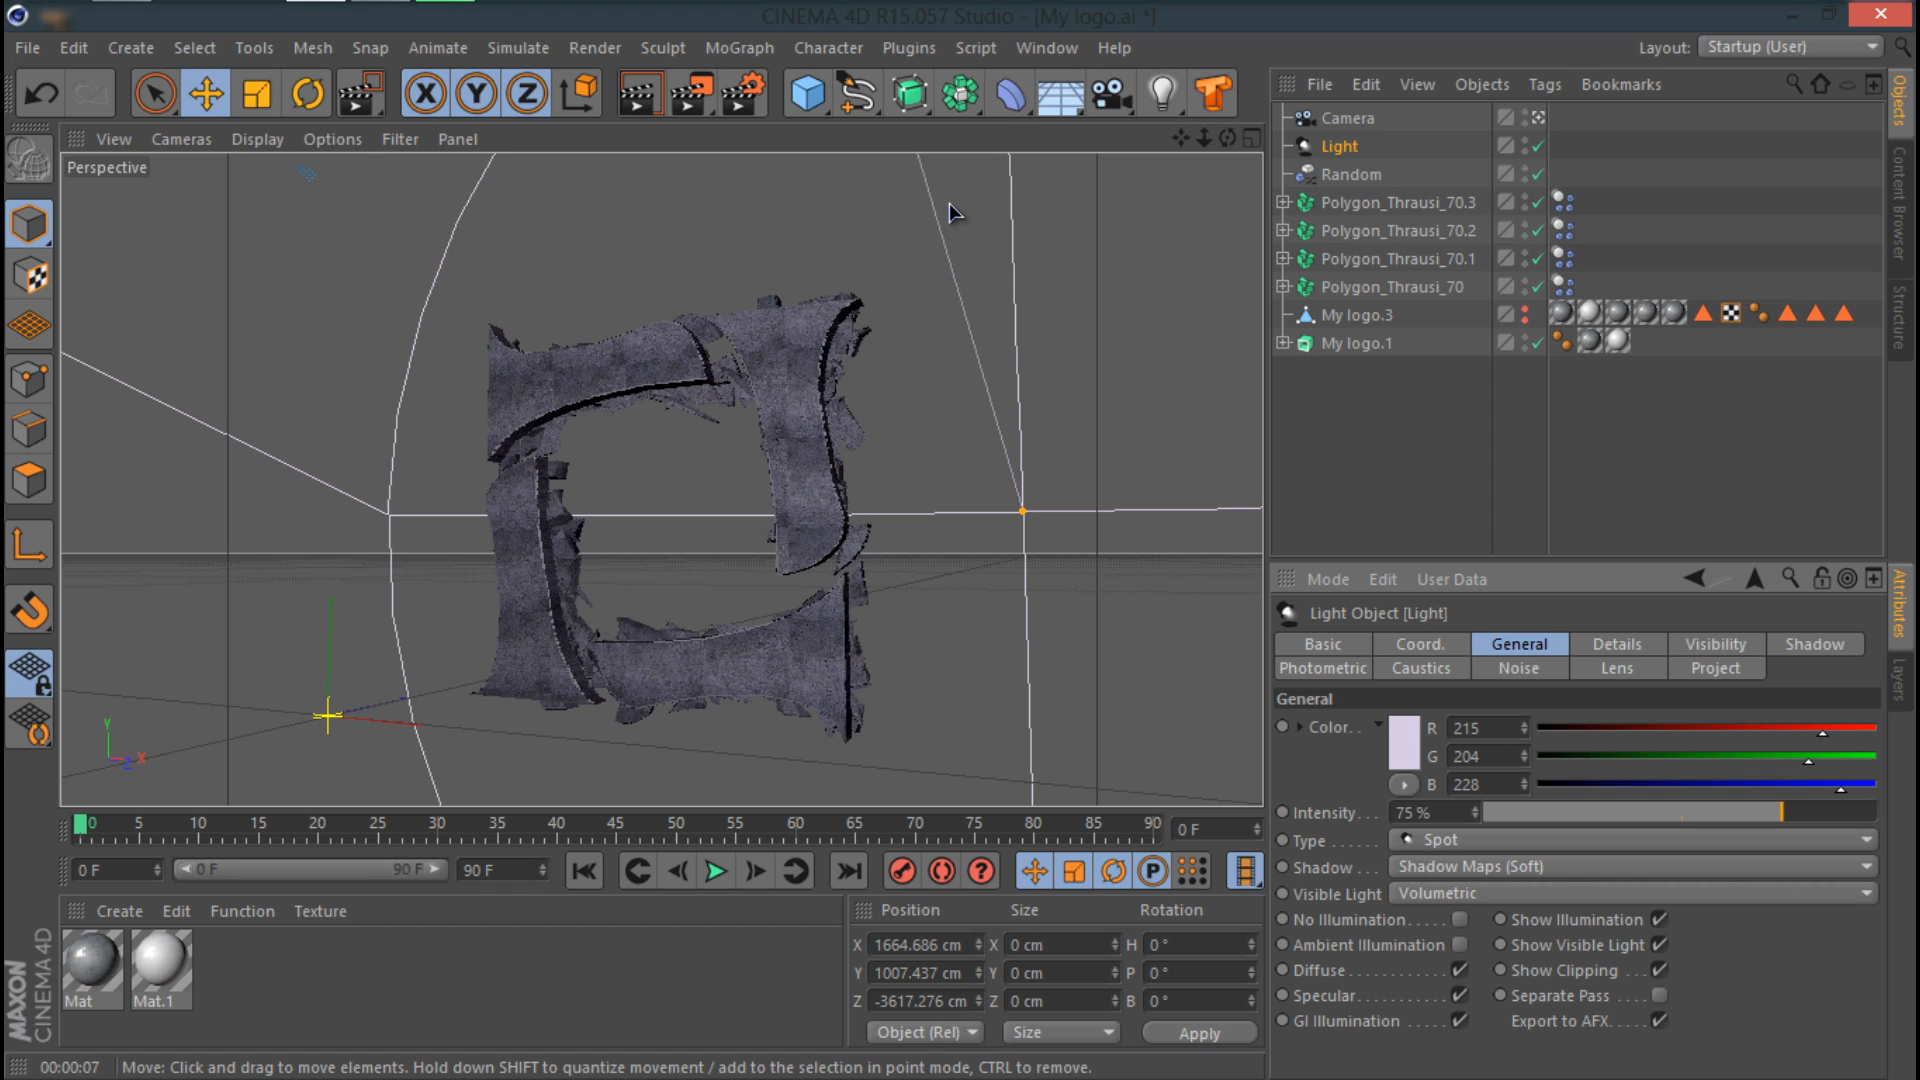 CINEMA 4D R15.057 Studio - [My logo.ai *]
File Edit Create Select Tools Mesh Snap Animate Simulate Render Sculpt MoGraph Character Plugins Script Window Help
Layout: Startup (User)
X Y Z
File Edit View Objects Tags Bookmarks
View Cameras Display Options Filter Panel
Perspective
Camera
Light
Random
Polygon_Thrausi_70.3
Polygon_Thrausi_70.2
Polygon_Thrausi_70.1
Polygon_Thrausi_70
My logo.3
My logo.1
Objects
Content Browser
Structure
Y
X
Z
Mode Edit User Data
Attributes
Layers
Light Object [Light]
Basic Coord. General Details Visibility Shadow
Photometric Caustics Noise Lens Project
General
Color. . R 215
G 204
B 228
Intensity. . . 75 %
Type . . . . . . Spot
Shadow . . . Shadow Maps (Soft)
Visible Light Volumetric
No Illumination. . . . . Show Illumination
Ambient Illumination Show Visible Light
Diffuse . . . . . . . . . . . Show Clipping . . . .
Specular. . . . . . . . . . Separate Pass . . . .
GI Illumination . . . . . Export to AFX. . . . .
0 5 10 15 20 25 30 35 40 45 50 55 60 65 70 75 80 85 90 0 F
0 F 0 F 90 F 90 F P
Create Edit Function Texture
Mat Mat.1
MAXON
CINEMA 4D
Position Size Rotation
X 1664.686 cm X 0 cm H 0 °
Y 1007.437 cm Y 0 cm P 0 °
Z -3617.276 cm Z 0 cm B 0 °
Object (Rel) Size Apply
00:00:07 Move: Click and drag to move elements. Hold down SHIFT to quantize movement / add to the selection in point mode, CTRL to remove.